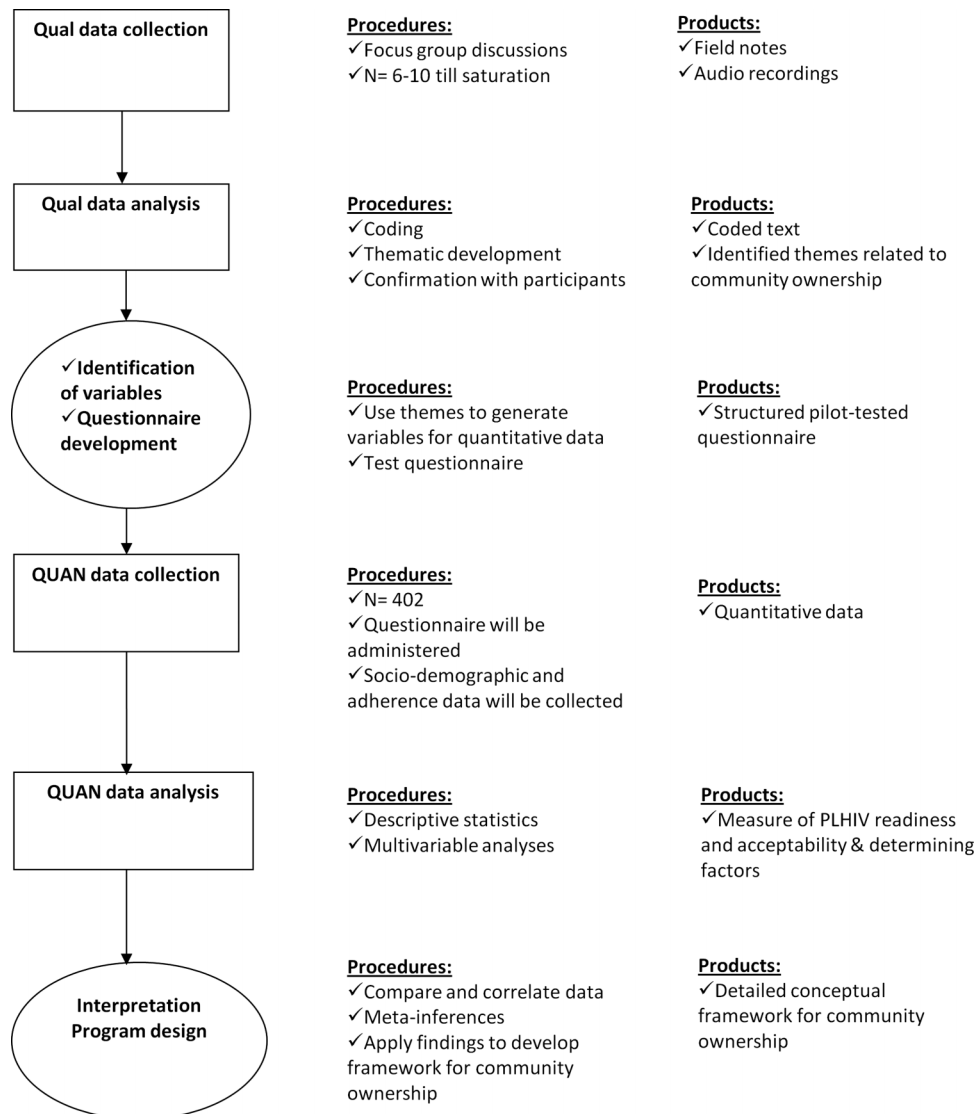 Qual data collection
Procedures:
✓Focus group discussions
✓N= 6-10 till saturation
Products:
✓Field notes
✓Audio recordings
Qual data analysis
Procedures:
✓Coding
✓Thematic development
✓Confirmation with participants
Products:
✓Coded text
✓Identified themes related to
community ownership
✓Identification
of variables
✓Questionnaire
development
Procedures:
✓Use themes to generate
variables for quantitative data
✓Test questionnaire
Products:
✓Structured pilot-tested
questionnaire
QUAN data collection
Procedures:
✓N= 402
✓Questionnaire will be
administered
✓Socio-demographic and
adherence data will be collected
Products:
✓Quantitative data
QUAN data analysis
Procedures:
✓Descriptive statistics
✓Multivariable analyses
Products:
✓Measure of PLHIV readiness
and acceptability & determining
factors
Interpretation
Program design
Procedures:
✓Compare and correlate data
✓Meta-inferences
✓Apply findings to develop
framework for community
ownership
Products:
✓Detailed conceptual
framework for community
ownership